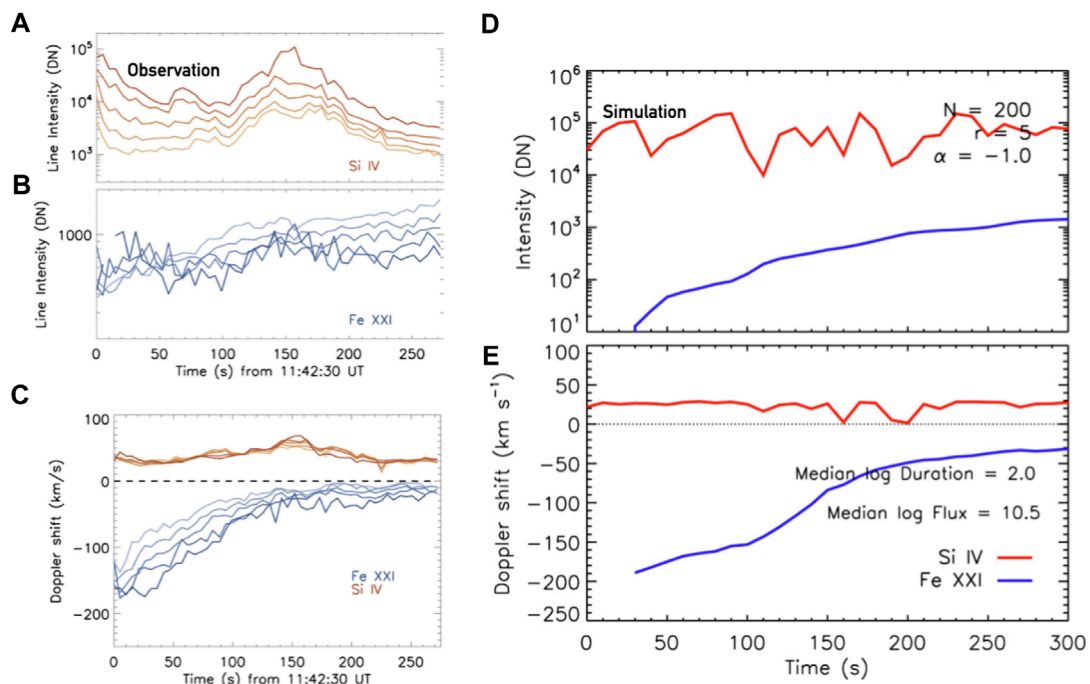 A
Line Intensity (DN)
10⁵
10⁴
10³
Observation
Si IV
B
Line Intensity (DN)
1000
Fe XXI
0 50 100 150 200 250
Time (s) from 11:42:30 UT
C
Doppler shift (km/s)
100
0
-100
-200
Fe XXI
Si IV
0 50 100 150 200 250
Time (s) from 11:42:30 UT
D
Intensity (DN)
10⁶
10⁵
10⁴
10³
10²
10¹
Simulation
N = 200
r = 5
α = -1.0
E
Doppler shift (km s⁻¹)
100
50
0
-50
-100
-150
-200
-250
Median log Duration = 2.0
Median log Flux = 10.5
Si IV
Fe XXI
0 50 100 150 200 250 300
Time (s)